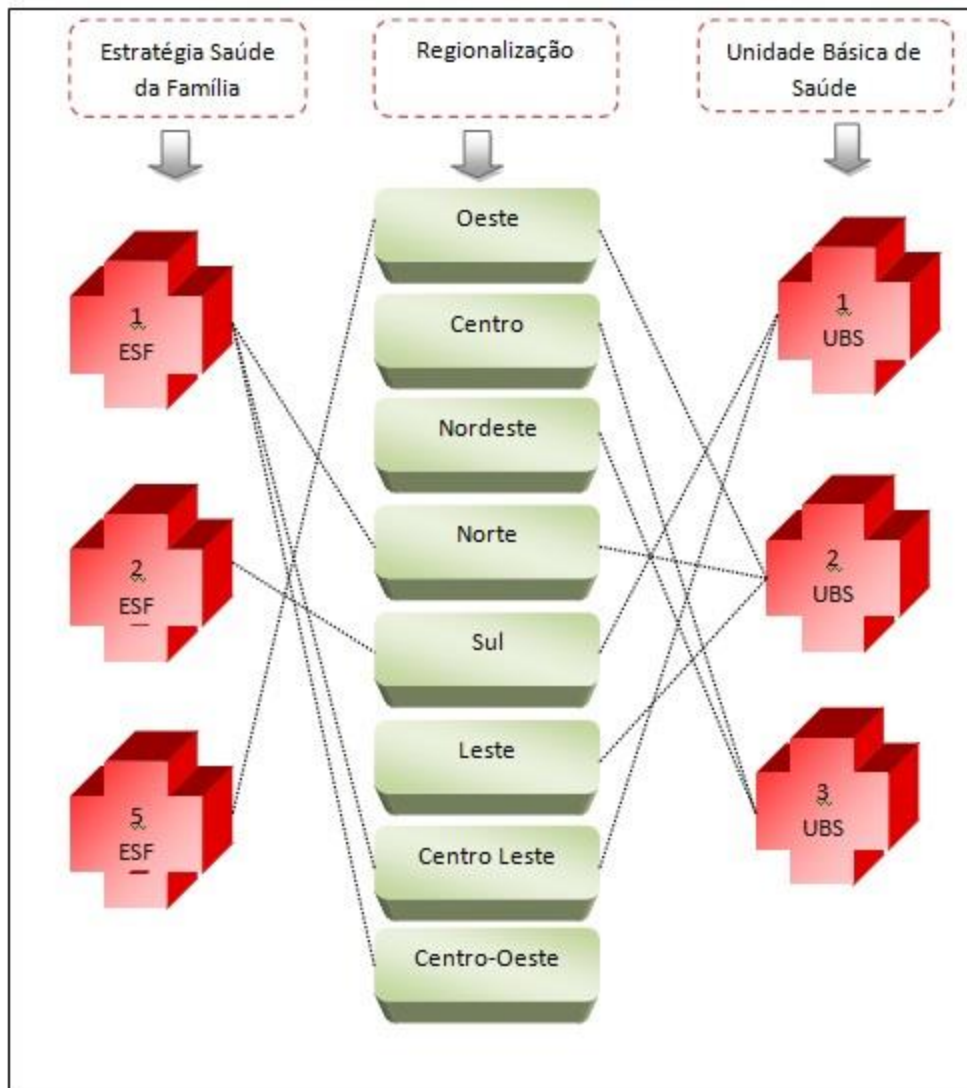 Estratégia Saúde
da Família
Regionalização
Unidade Básica de
Saúde
Oeste
Centro
Nordeste
Norte
Sul
Leste
Centro Leste
Centro-Oeste
1
ESF
2
ESF
5
ESF
1
UBS
2
UBS
3
UBS